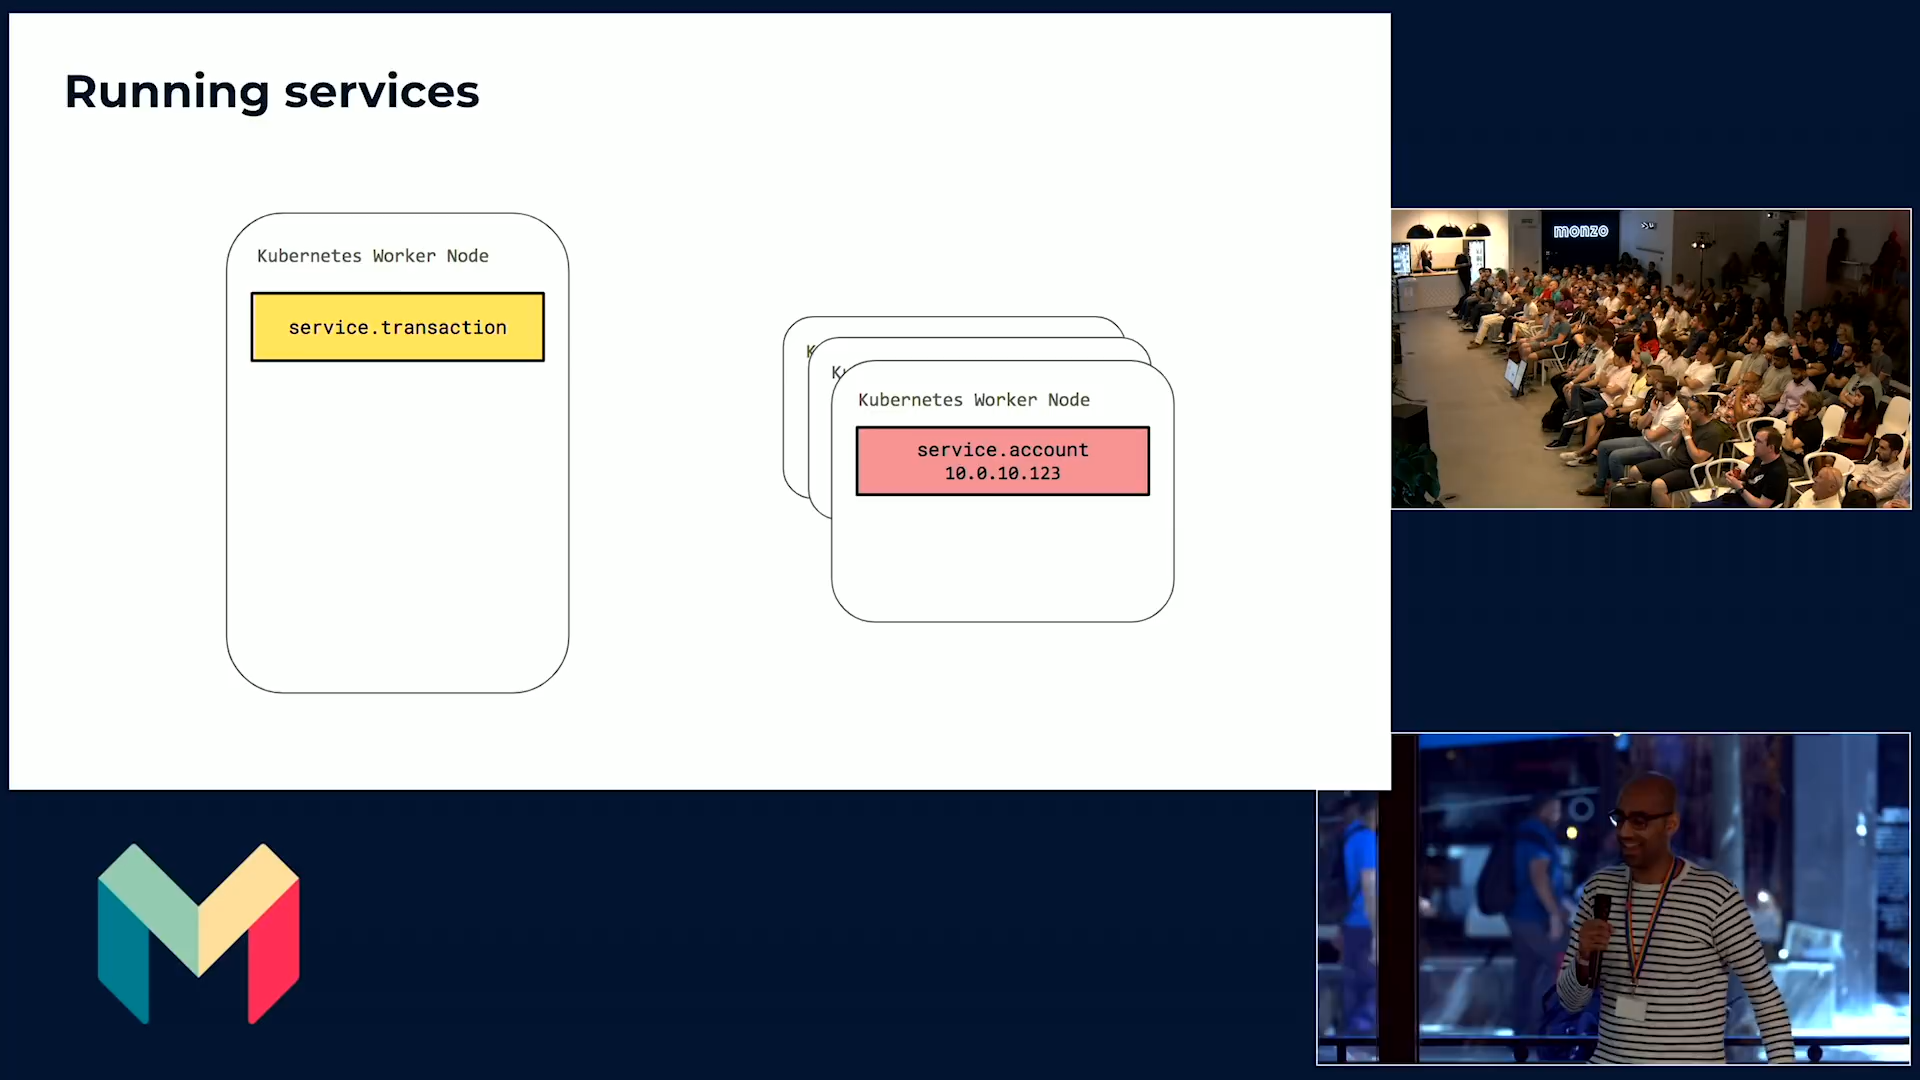 Running services
Kubernetes Worker Node
service.transaction
K
K
Kubernetes Worker Node
service.account
10.0.10.123
monzo